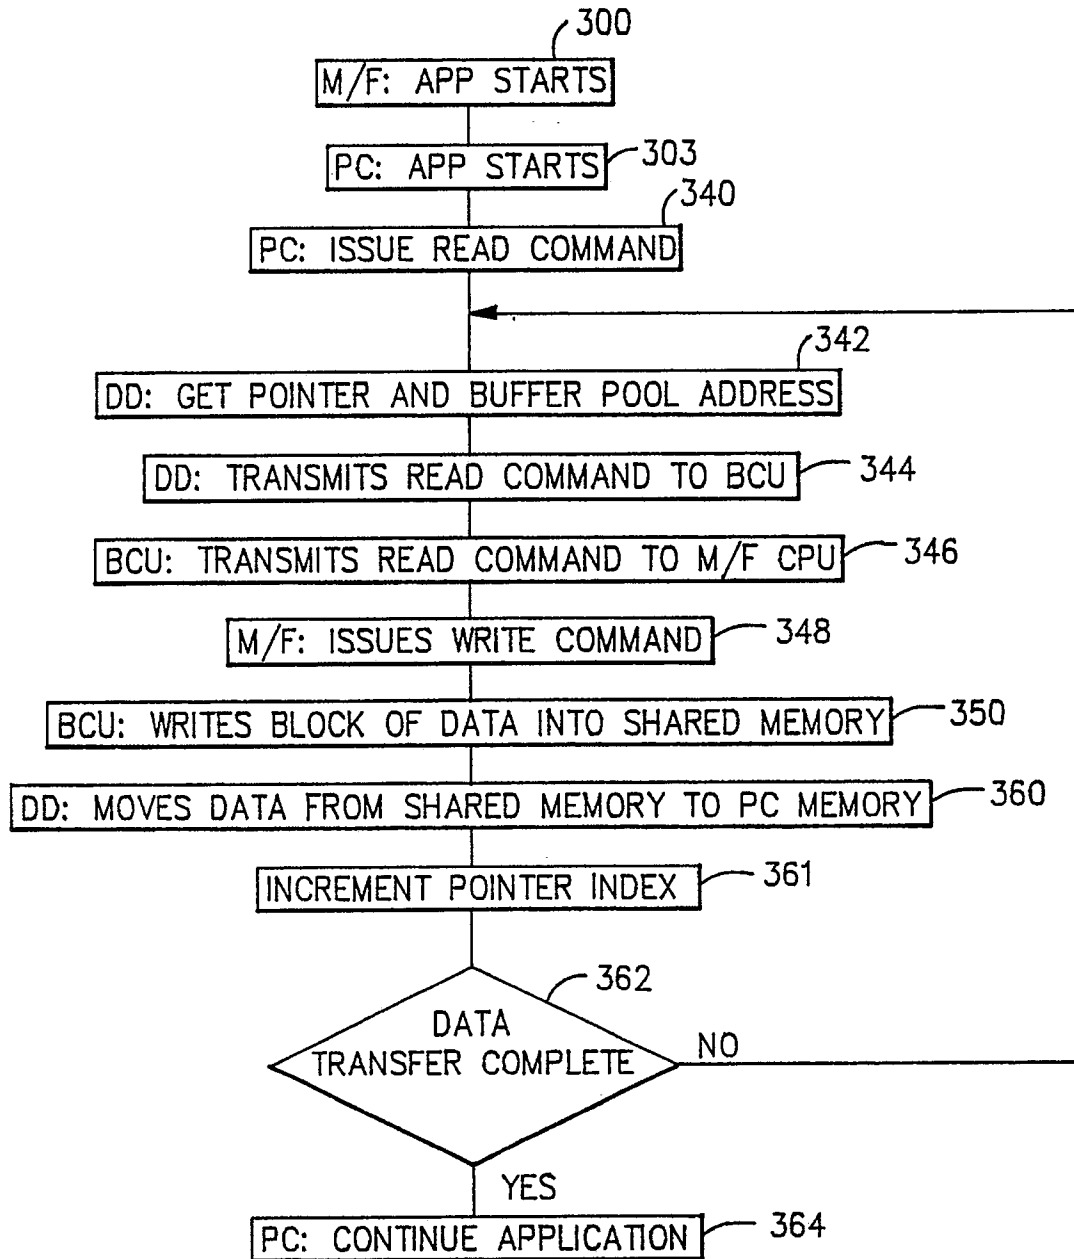 300
M/F: APP STARTS
PC: APP STARTS 303
340
PC: ISSUE READ COMMAND
342
DD: GET POINTER AND BUFFER POOL ADDRESS
DD: TRANSMITS READ COMMAND TO BCU 344
BCU: TRANSMITS READ COMMAND TO M/F CPU 346
M/F: ISSUES WRITE COMMAND 348
BCU: WRITES BLOCK OF DATA INTO SHARED MEMORY 350
DD: MOVES DATA FROM SHARED MEMORY TO PC MEMORY 360
INCREMENT POINTER INDEX 361
362
DATA
TRANSFER COMPLETE
NO
YES
PC: CONTINUE APPLICATION 364